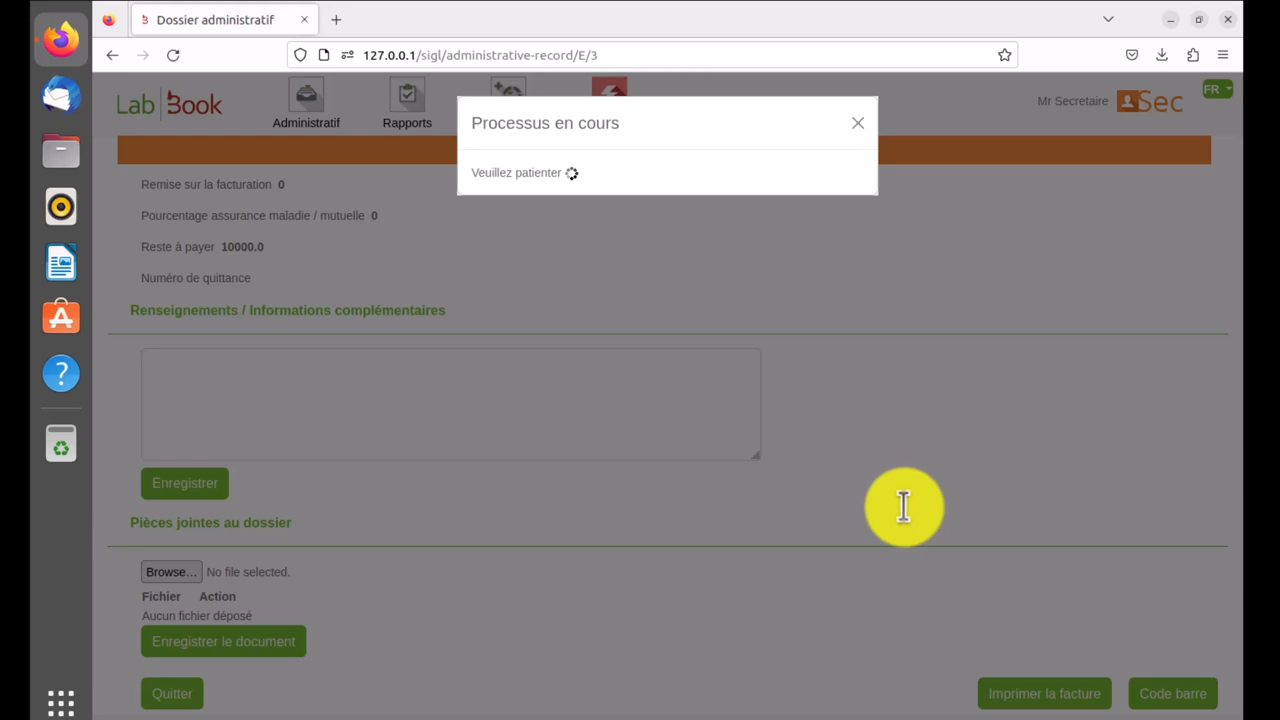 Dossier administratif
127.0.0.1/sigl/administrative-record/E/3
Lab Book
Administratif
Rapports
Mr Secretaire
Sec
FR
Processus en cours
Veuillez patienter
Remise sur la facturation 0
Pourcentage assurance maladie / mutuelle 0
Reste à payer 10000.0
Numéro de quittance
Renseignements / Informations complémentaires
Enregistrer
Pièces jointes au dossier
Browse... No file selected.
Fichier Action
Aucun fichier déposé
Enregistrer le document
Quitter
Imprimer la facture
Code barre